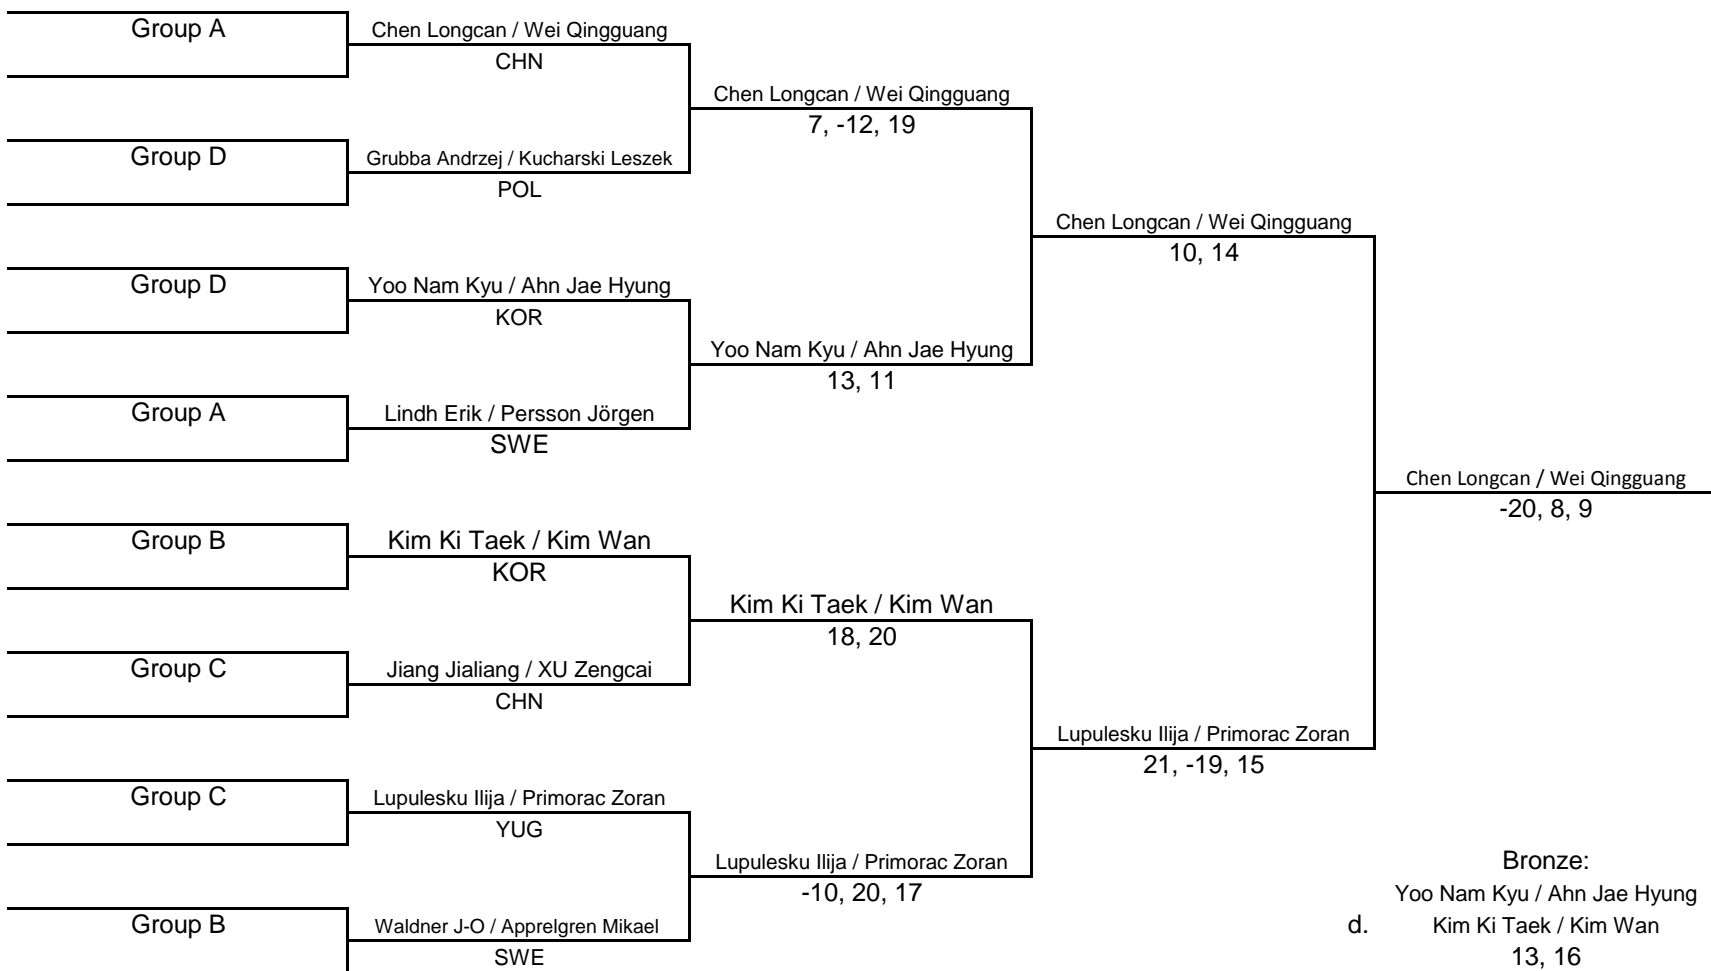 Group A
Chen Longcan / Wei Qingguang
CHN
Chen Longcan / Wei Qingguang
7, -12, 19
Group D
Grubba Andrzej / Kucharski Leszek
POL
Chen Longcan / Wei Qingguang
10, 14
Group D
Yoo Nam Kyu / Ahn Jae Hyung
KOR
Yoo Nam Kyu / Ahn Jae Hyung
13, 11
Group A
Lindh Erik / Persson Jörgen
SWE
Chen Longcan / Wei Qingguang
-20, 8, 9
Group B
Kim Ki Taek / Kim Wan
KOR
Kim Ki Taek / Kim Wan
18, 20
Group C
Jiang Jialiang / XU Zengcai
CHN
Lupulesku Ilija / Primorac Zoran
21, -19, 15
Group C
Lupulesku Ilija / Primorac Zoran
YUG
Lupulesku Ilija / Primorac Zoran
-10, 20, 17
Group B
Waldner J-O / Apprelgren Mikael
SWE
Bronze:
Yoo Nam Kyu / Ahn Jae Hyung
d. Kim Ki Taek / Kim Wan
13, 16